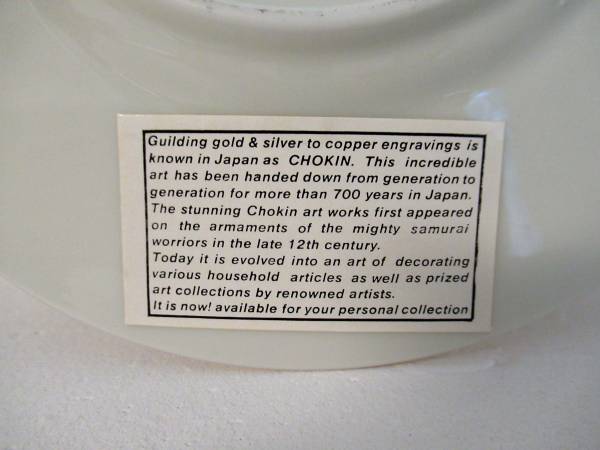 Guilding gold & silver to copper engravings is
known in Japan as CHOKIN. This incredible
art has been handed down from generation to
generation for more than 700 years in Japan.
The stunning Chokin art works first appeared
on the armaments of the mighty samurai
worriors in the late 12th century.
Today it is evolved into an art of decorating
various household articles as well as prized
art collections by renowned artists.
It is now! available for your personal collection